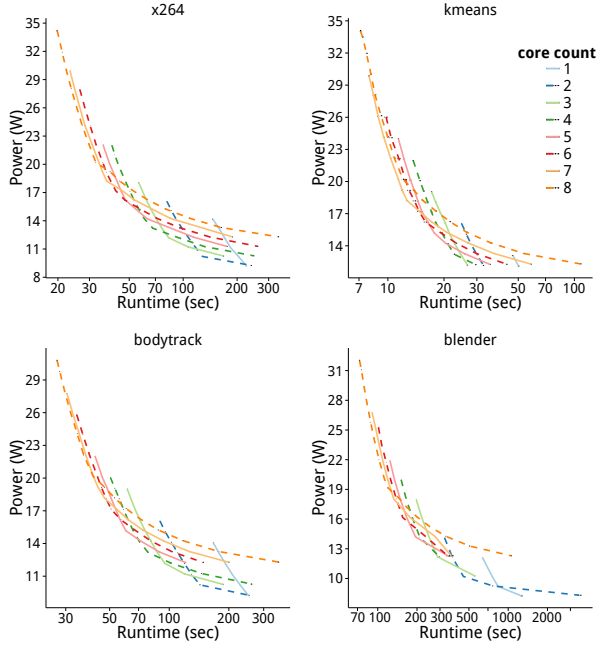 x264
35
32
29
26
23
20
17
14
11
8
Power (W)
20 30 50 70 100 200 300
Runtime (sec)
kmeans
35
32
29
26
23
20
17
14
Power (W)
7 10 20 30 50 70 100
Runtime (sec)
core count
1
2
3
4
5
6
7
8
bodytrack
29
26
23
20
17
14
11
Power (W)
30 50 70 100 200 300
Runtime (sec)
blender
31
28
25
22
19
16
13
10
Power (W)
70 100 200 300 500 1000 2000
Runtime (sec)